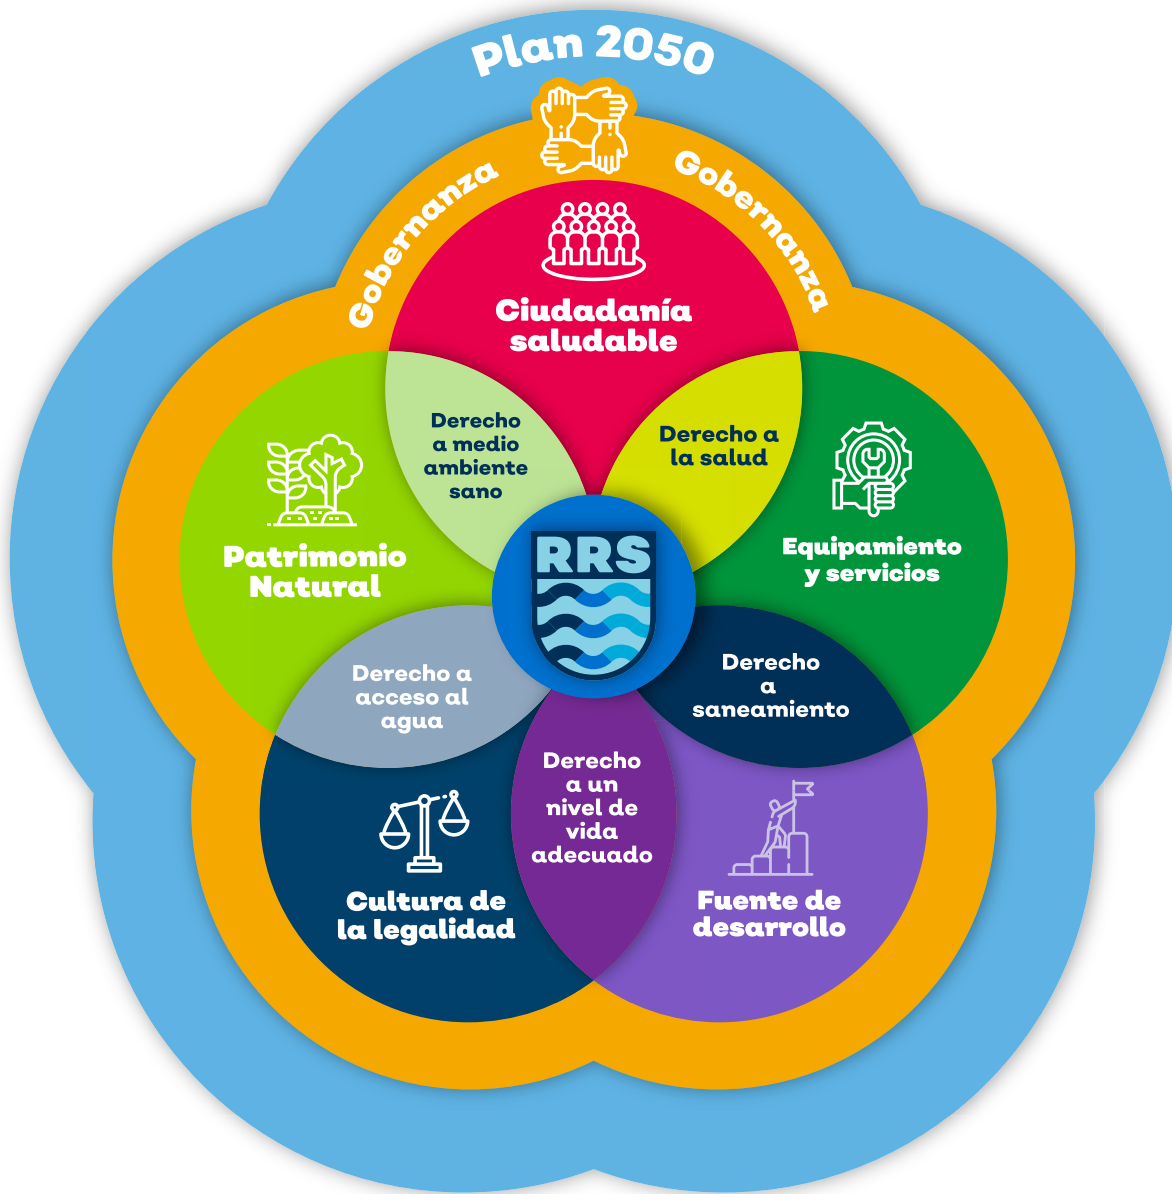 Plan 2050
Gobernanza
Gobernanza
Ciudadanía
saludable
Derecho
a medio
ambiente
sano
Derecho a
la salud
Patrimonio
Natural
Equipamiento
y servicios
RRS
Derecho a
acceso al
agua
Derecho
a
saneamiento
Derecho
a un
nivel de
vida
adecuado
Cultura de
la legalidad
Fuente de
desarrollo